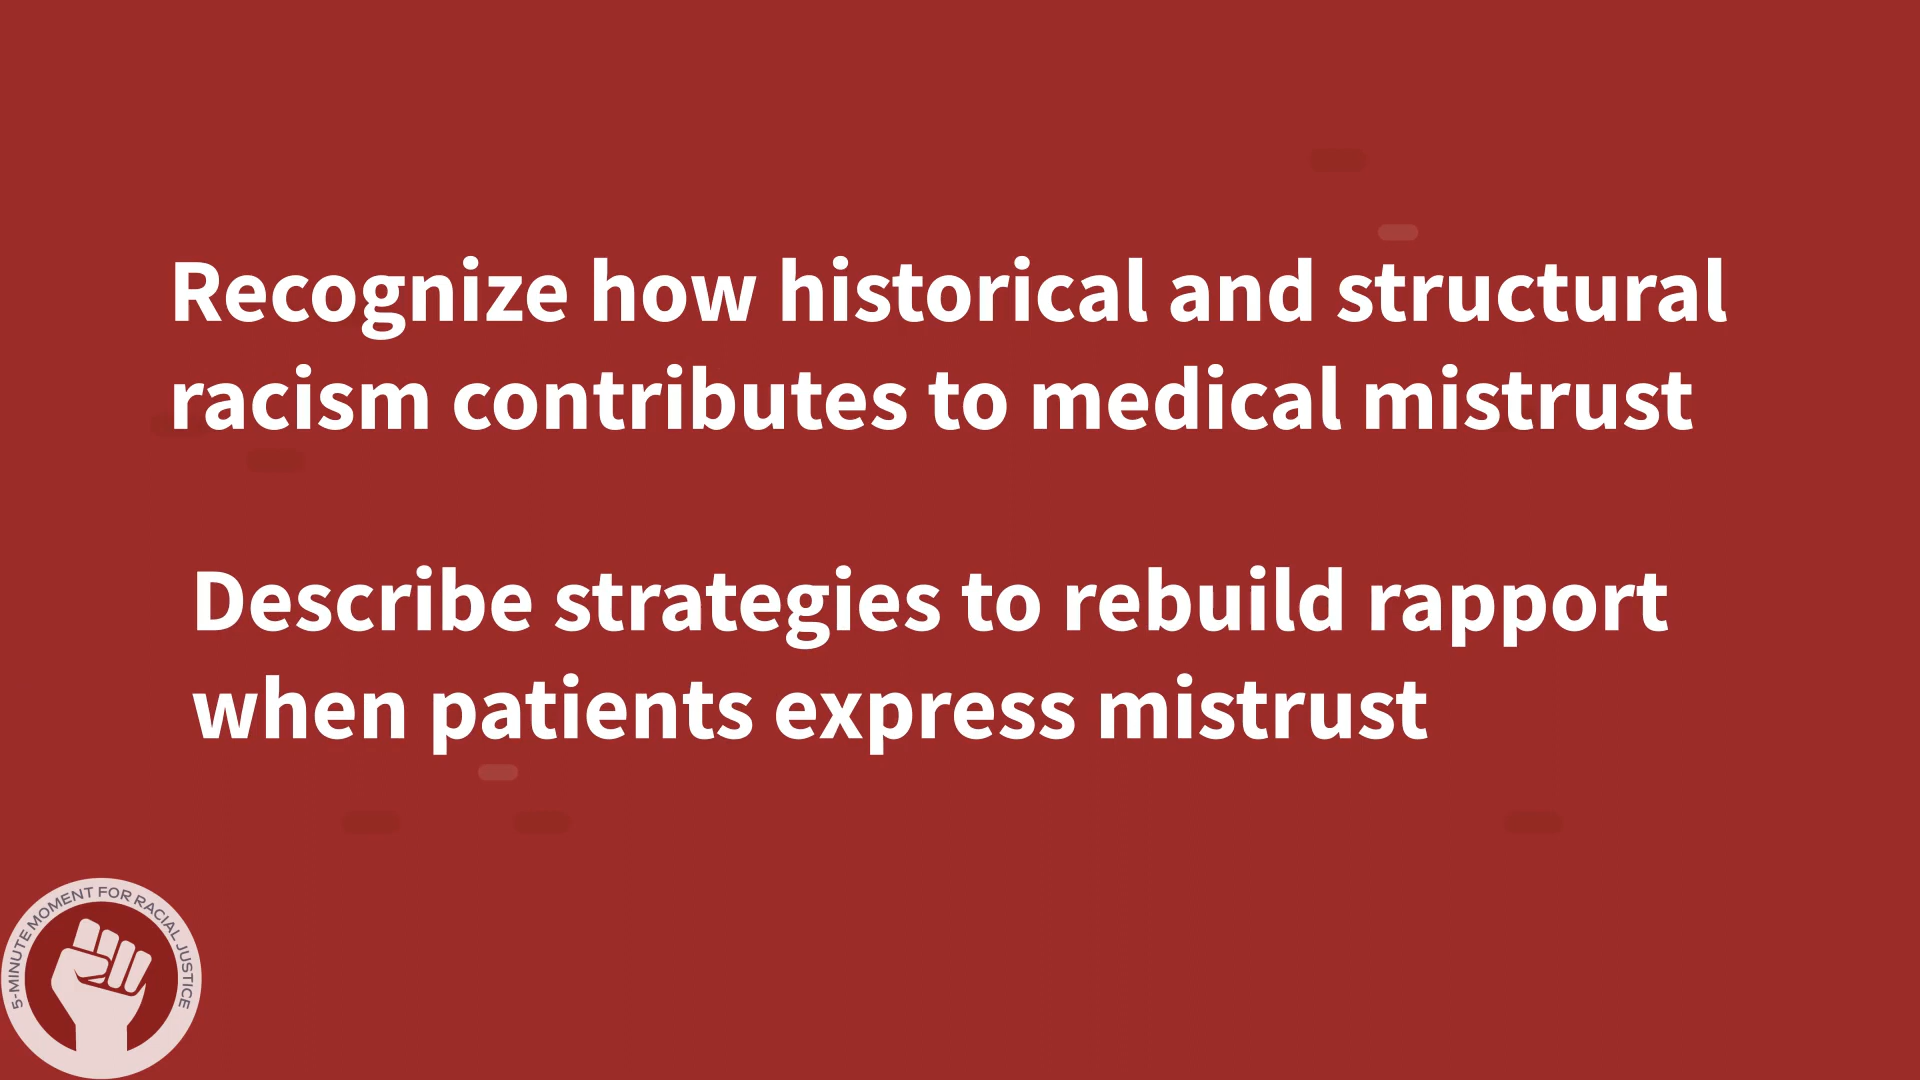 Recognize how historical and structural
racism contributes to medical mistrust
Describe strategies to rebuild rapport
when patients express mistrust
5-MINUTE MOMENT FOR RACIAL JUSTICE